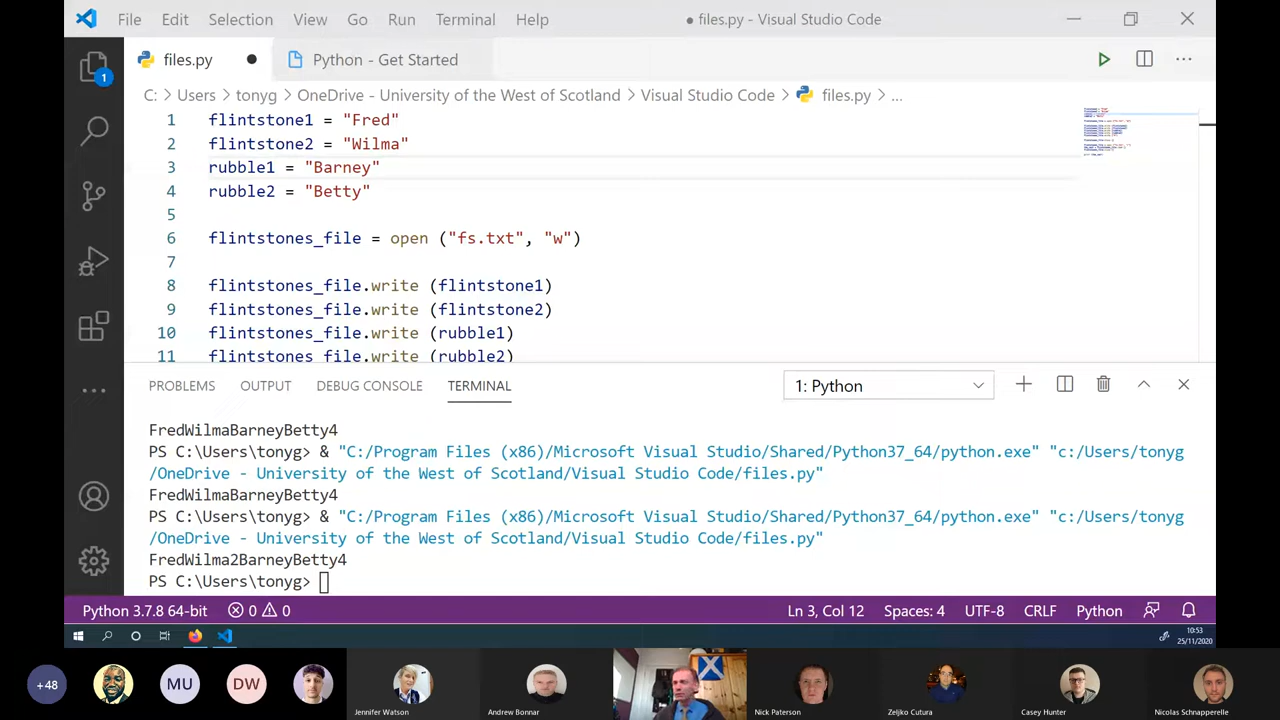 File Edit Selection View Go Run Terminal Help ● files.py - Visual Studio Code
files.py ● Python - Get Started
C: > Users > tonyg > OneDrive - University of the West of Scotland > Visual Studio Code > files.py > ...
1 flintstone1 = "Fred"
2 flintstone2 = "Wilma"
3 rubble1 = "Barney"
4 rubble2 = "Betty"
5
6 flintstones_file = open ("fs.txt", "w")
7
8 flintstones_file.write (flintstone1)
9 flintstones_file.write (flintstone2)
10 flintstones_file.write (rubble1)
11 flintstones_file.write (rubble2)
1
PROBLEMS OUTPUT DEBUG CONSOLE TERMINAL 1: Python
FredWilmaBarneyBetty4
PS C:\Users\tonyg> & "C:/Program Files (x86)/Microsoft Visual Studio/Shared/Python37_64/python.exe" "c:/Users/tonyg
/OneDrive - University of the West of Scotland/Visual Studio Code/files.py"
FredWilmaBarneyBetty4
PS C:\Users\tonyg> & "C:/Program Files (x86)/Microsoft Visual Studio/Shared/Python37_64/python.exe" "c:/Users/tonyg
/OneDrive - University of the West of Scotland/Visual Studio Code/files.py"
FredWilma2BarneyBetty4
PS C:\Users\tonyg>
Python 3.7.8 64-bit 0 0 Ln 3, Col 12 Spaces: 4 UTF-8 CRLF Python
10:53
25/11/2020
+48 MU DW
Jennifer Watson Andrew Bonnar Nick Paterson Zeljko Cutura Casey Hunter Nicolas Schnapperelle